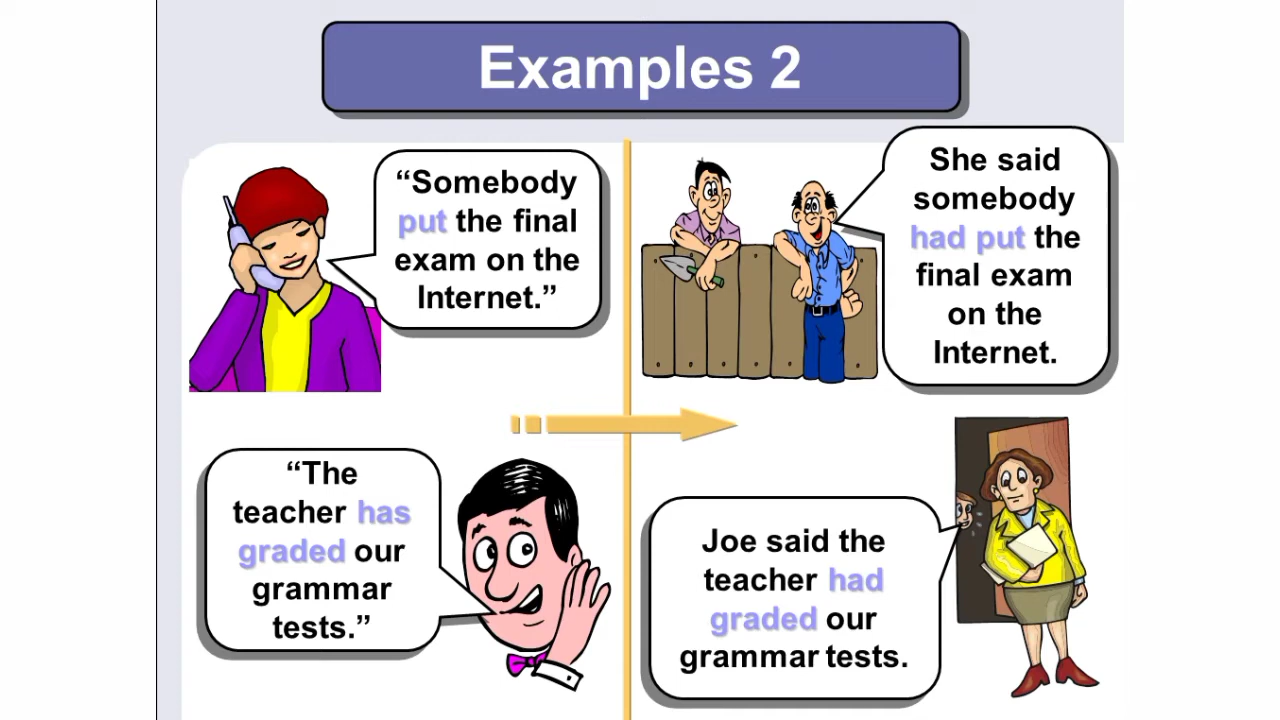 Examples 2
“Somebody
put the final
exam on the
Internet.”
She said
somebody
had put the
final exam
on the
Internet.
“The
teacher has
graded our
grammar
tests.”
Joe said the
teacher had
graded our
grammar tests.